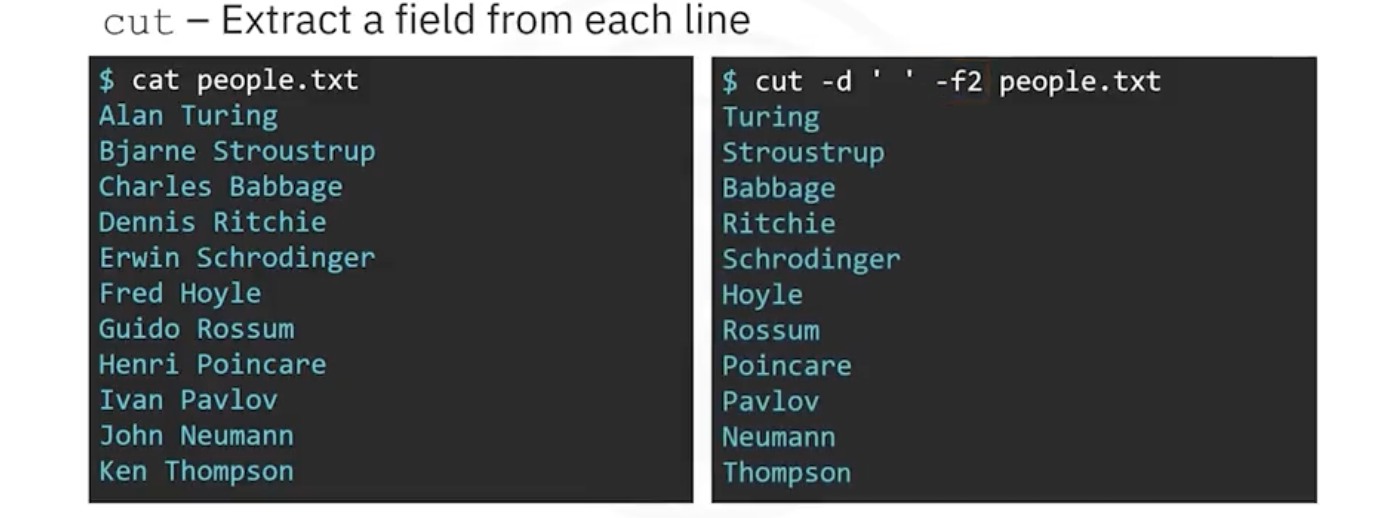 cut – Extract a field from each line
$ cat people.txt
Alan Turing
Bjarne Stroustrup
Charles Babbage
Dennis Ritchie
Erwin Schrodinger
Fred Hoyle
Guido Rossum
Henri Poincare
Ivan Pavlov
John Neumann
Ken Thompson
$ cut -d ' ' -f2 people.txt
Turing
Stroustrup
Babbage
Ritchie
Schrodinger
Hoyle
Rossum
Poincare
Pavlov
Neumann
Thompson